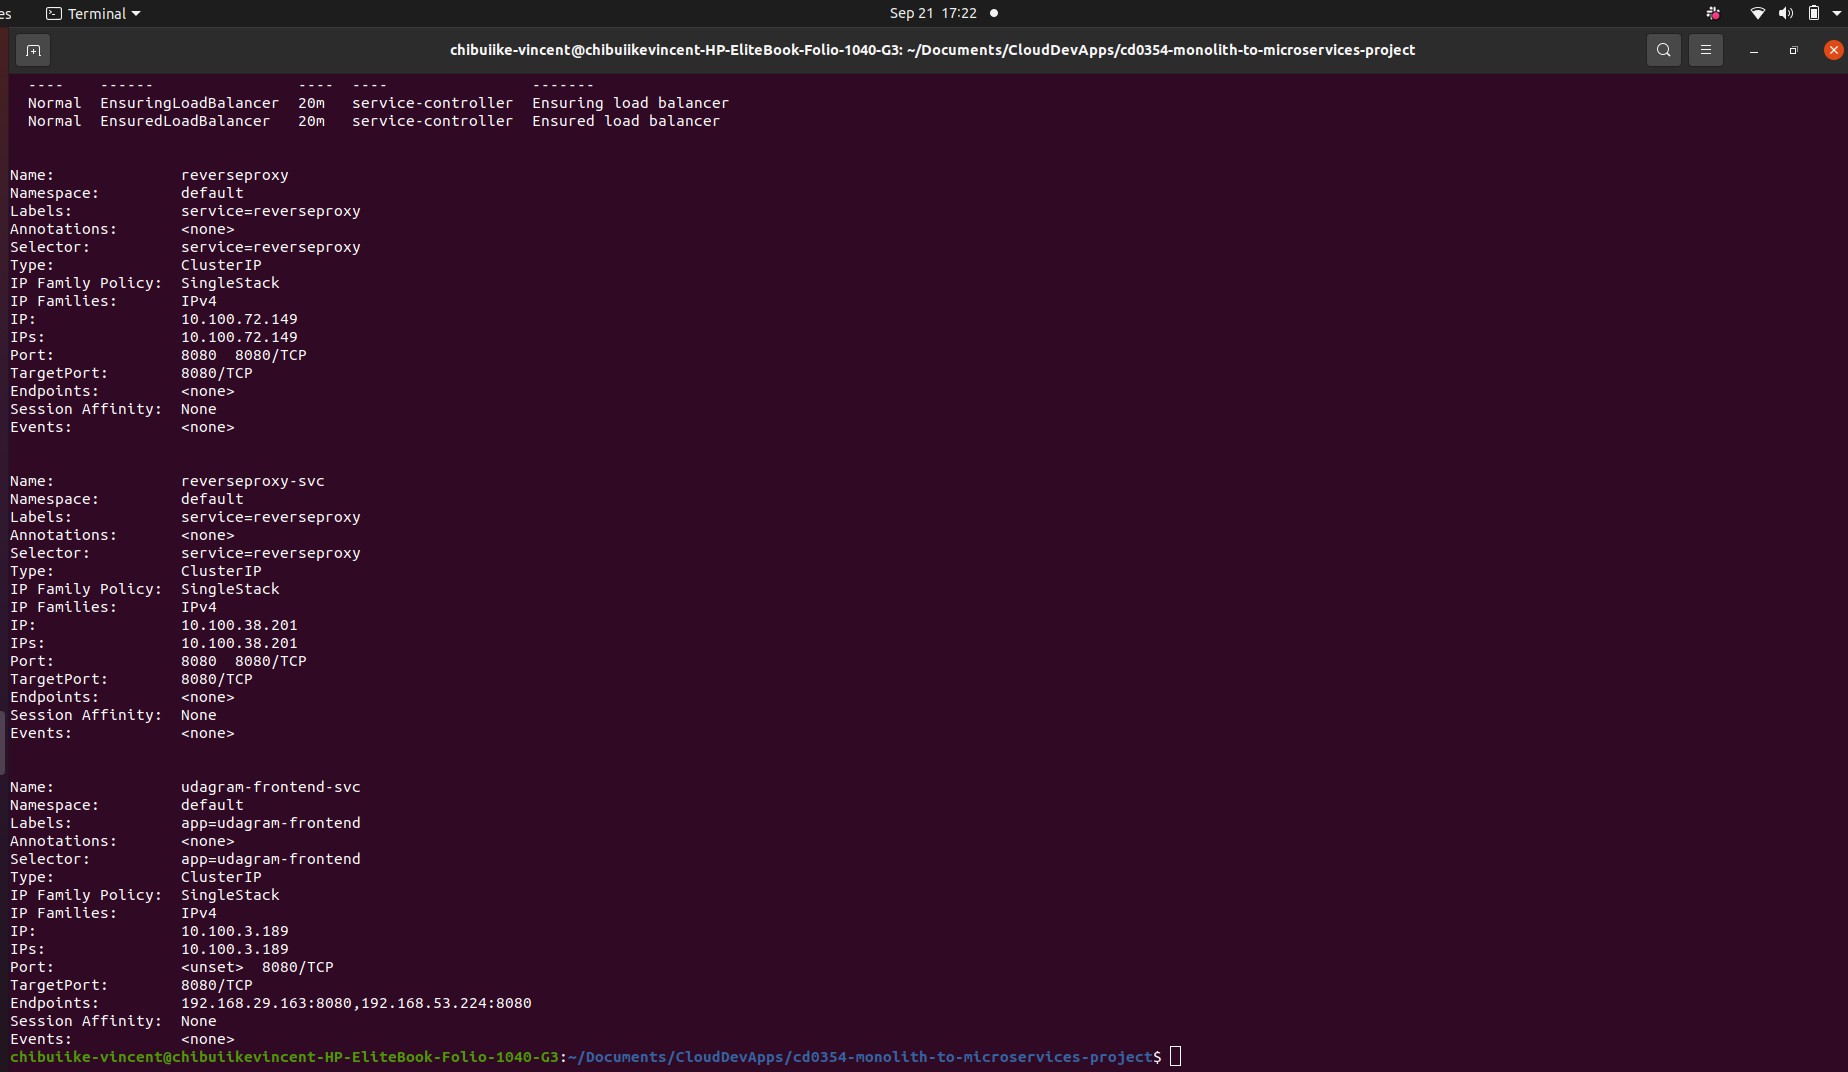 es Terminal Sep 21 17:22
chibuiike-vincent@chibuiikevincent-HP-EliteBook-Folio-1040-G3: ~/Documents/CloudDevApps/cd0354-monolith-to-microservices-project
---- ------ ---- ---- -------
Normal EnsuringLoadBalancer 20m service-controller Ensuring load balancer
Normal EnsuredLoadBalancer 20m service-controller Ensured load balancer
Name: reverseproxy
Namespace: default
Labels: service=reverseproxy
Annotations: <none>
Selector: service=reverseproxy
Type: ClusterIP
IP Family Policy: SingleStack
IP Families: IPv4
IP: 10.100.72.149
IPs: 10.100.72.149
Port: 8080 8080/TCP
TargetPort: 8080/TCP
Endpoints: <none>
Session Affinity: None
Events: <none>
Name: reverseproxy-svc
Namespace: default
Labels: service=reverseproxy
Annotations: <none>
Selector: service=reverseproxy
Type: ClusterIP
IP Family Policy: SingleStack
IP Families: IPv4
IP: 10.100.38.201
IPs: 10.100.38.201
Port: 8080 8080/TCP
TargetPort: 8080/TCP
Endpoints: <none>
Session Affinity: None
Events: <none>
Name: udagram-frontend-svc
Namespace: default
Labels: app=udagram-frontend
Annotations: <none>
Selector: app=udagram-frontend
Type: ClusterIP
IP Family Policy: SingleStack
IP Families: IPv4
IP: 10.100.3.189
IPs: 10.100.3.189
Port: <unset> 8080/TCP
TargetPort: 8080/TCP
Endpoints: 192.168.29.163:8080,192.168.53.224:8080
Session Affinity: None
Events: <none>
chibuiike-vincent@chibuiikevincent-HP-EliteBook-Folio-1040-G3:~/Documents/CloudDevApps/cd0354-monolith-to-microservices-project$